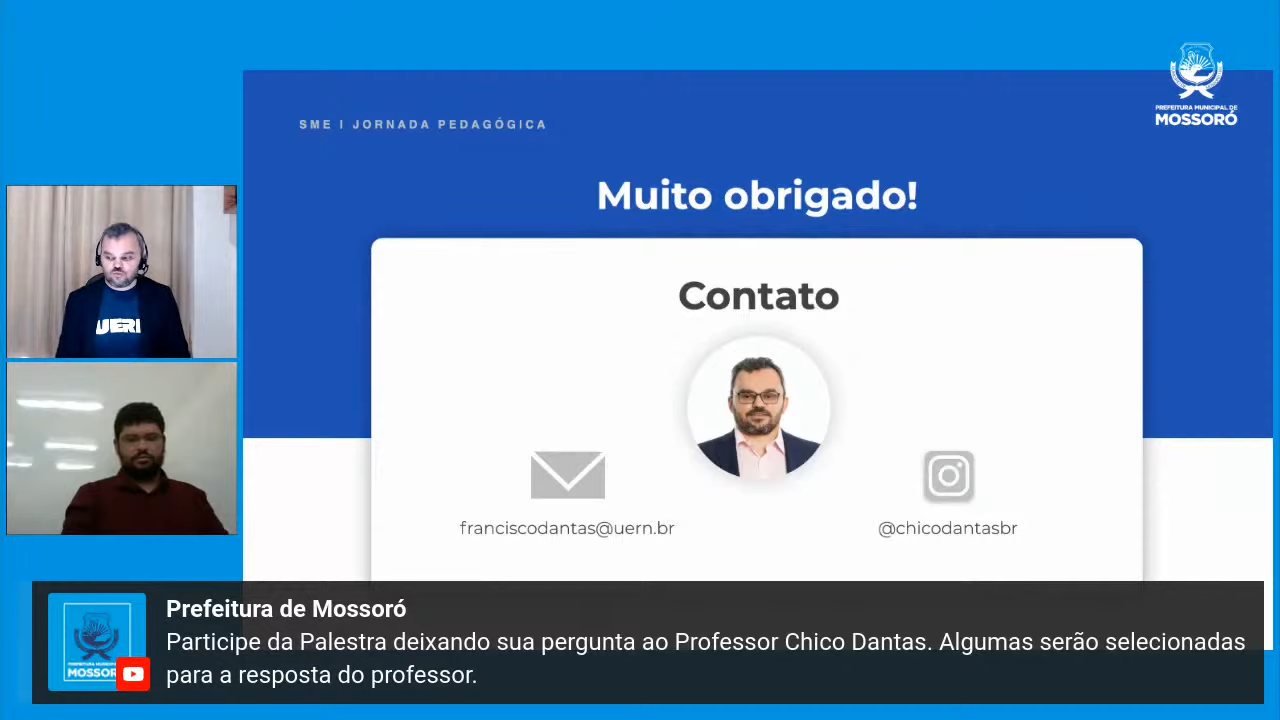 PREFEITURA MUNICIPAL DE
MOSSORÓ
SME | JORNADA PEDAGÓGICA
Muito obrigado!
Contato
UERN
franciscodantas@uern.br
@chicodantasbr
Prefeitura de Mossoró
Participe da Palestra deixando sua pergunta ao Professor Chico Dantas. Algumas serão selecionadas
para a resposta do professor.